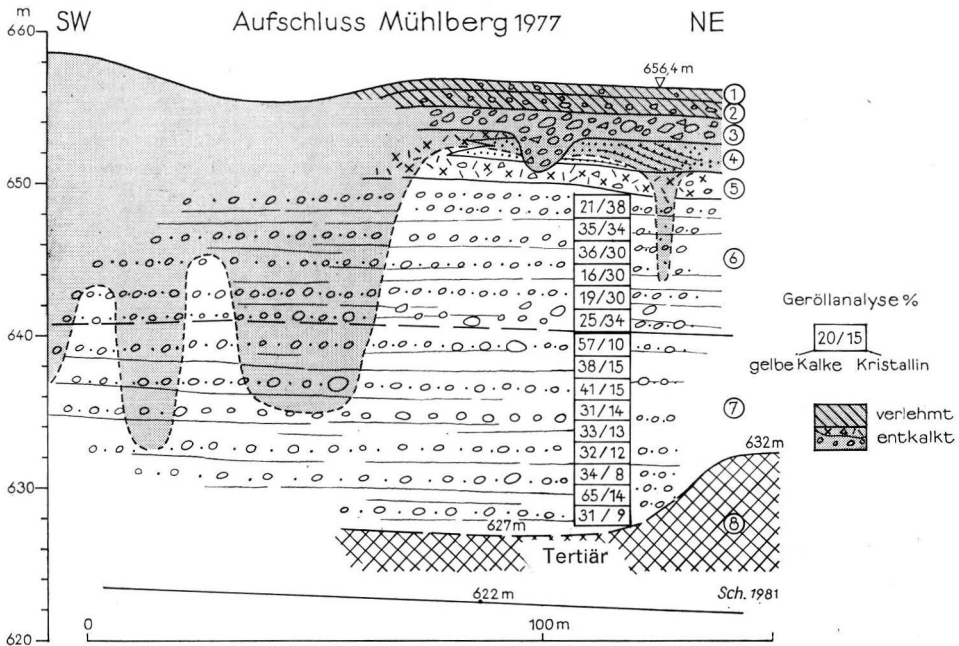 m
SW
Aufschluss Mühlberg 1977
NE
660
656,4 m
1
2
3
4
650
5
21/38
35/34
36/30
6
16/30
19/30
Geröllanalyse %
25/34
640
20/15
57/10
38/15
gelbe Kalke
Kristallin
41/15
31/14
7
verlehmt
33/13
entkalkt
32/12
632 m
34/8
630
65/14
31/9
8
627 m
Tertiär
622 m
Sch. 1981
620
0
100 m